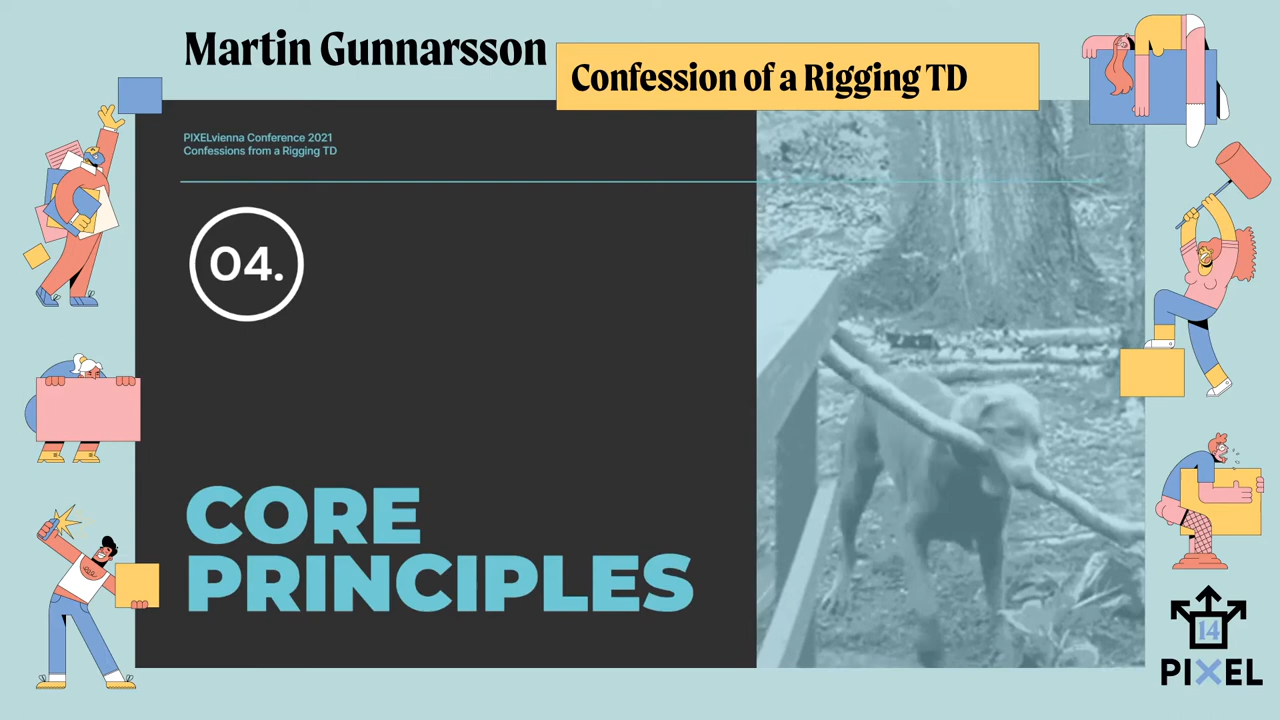 Martin Gunnarsson
Confession of a Rigging TD
PIXELvienna Conference 2021
Confessions from a Rigging TD
04.
CORE
PRINCIPLES
14
PIXEL